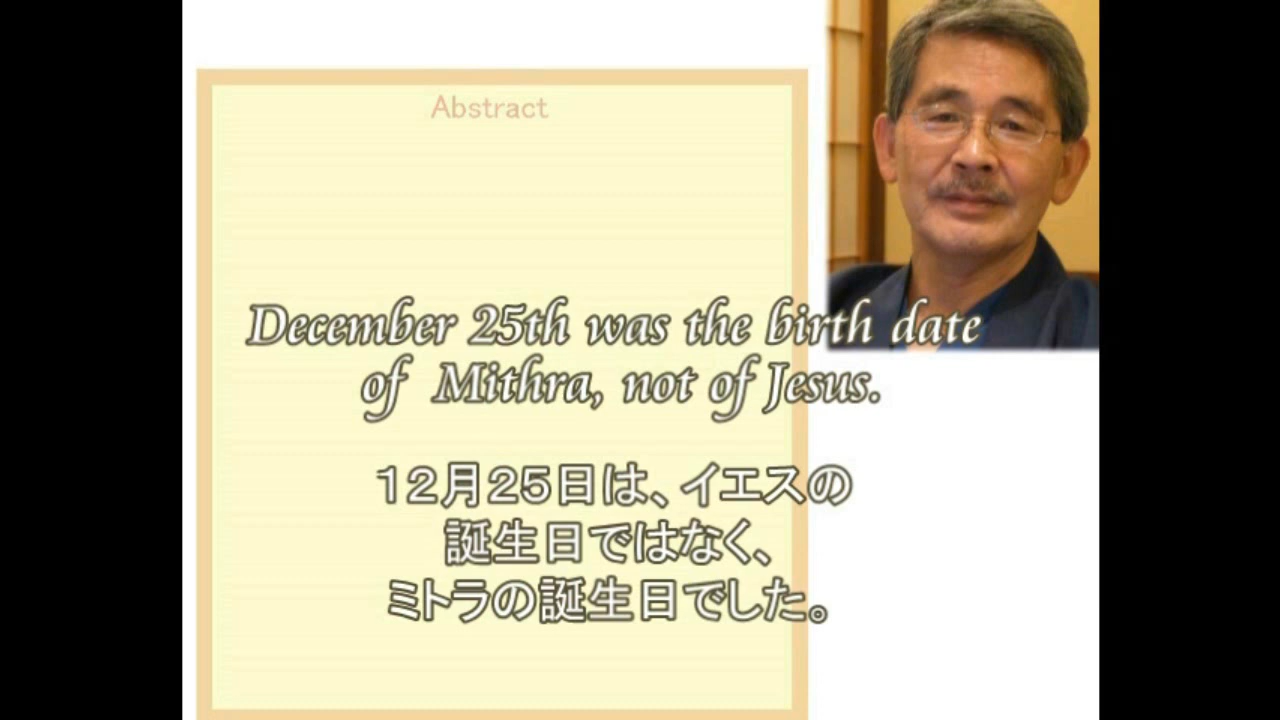 Abstract
December 25th was the birth date
of Mithra, not of Jesus.
１２月２５日は、イエスの
誕生日ではなく、
ミトラの誕生日でした。